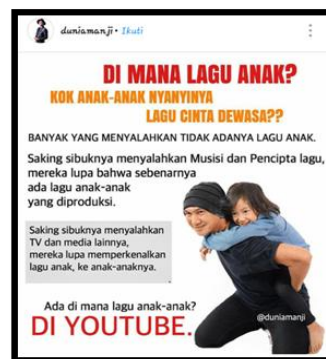 duniamanji • Ikuti
DI MANA LAGU ANAK?
KOK ANAK-ANAK NYANYINYA
LAGU CINTA DEWASA??
BANYAK YANG MENYALAHKAN TIDAK ADANYA LAGU ANAK.
Saking sibuknya menyalahkan Musisi dan Pencipta lagu,
mereka lupa bahwa sebenarnya
ada lagu anak-anak
yang diproduksi.
Saking sibuknya menyalahkan
TV dan media lainnya,
mereka lupa memperkenalkan
lagu anak, ke anak-anaknya.
@duniamanji
Ada di mana lagu anak-anak?
DI YOUTUBE.